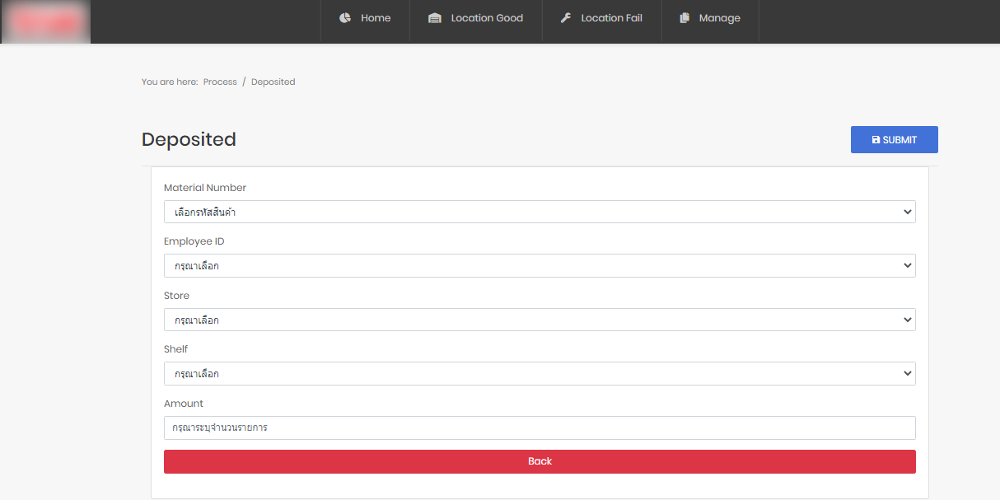 Home Location Good Location Fail Manage
You are here: Process / Deposited
Deposited
SUBMIT
Material Number
เลือกรหัสสินค้า
Employee ID
กรุณาเลือก
Store
กรุณาเลือก
Shelf
กรุณาเลือก
Amount
กรุณาระบุจำนวนรายการ
Back